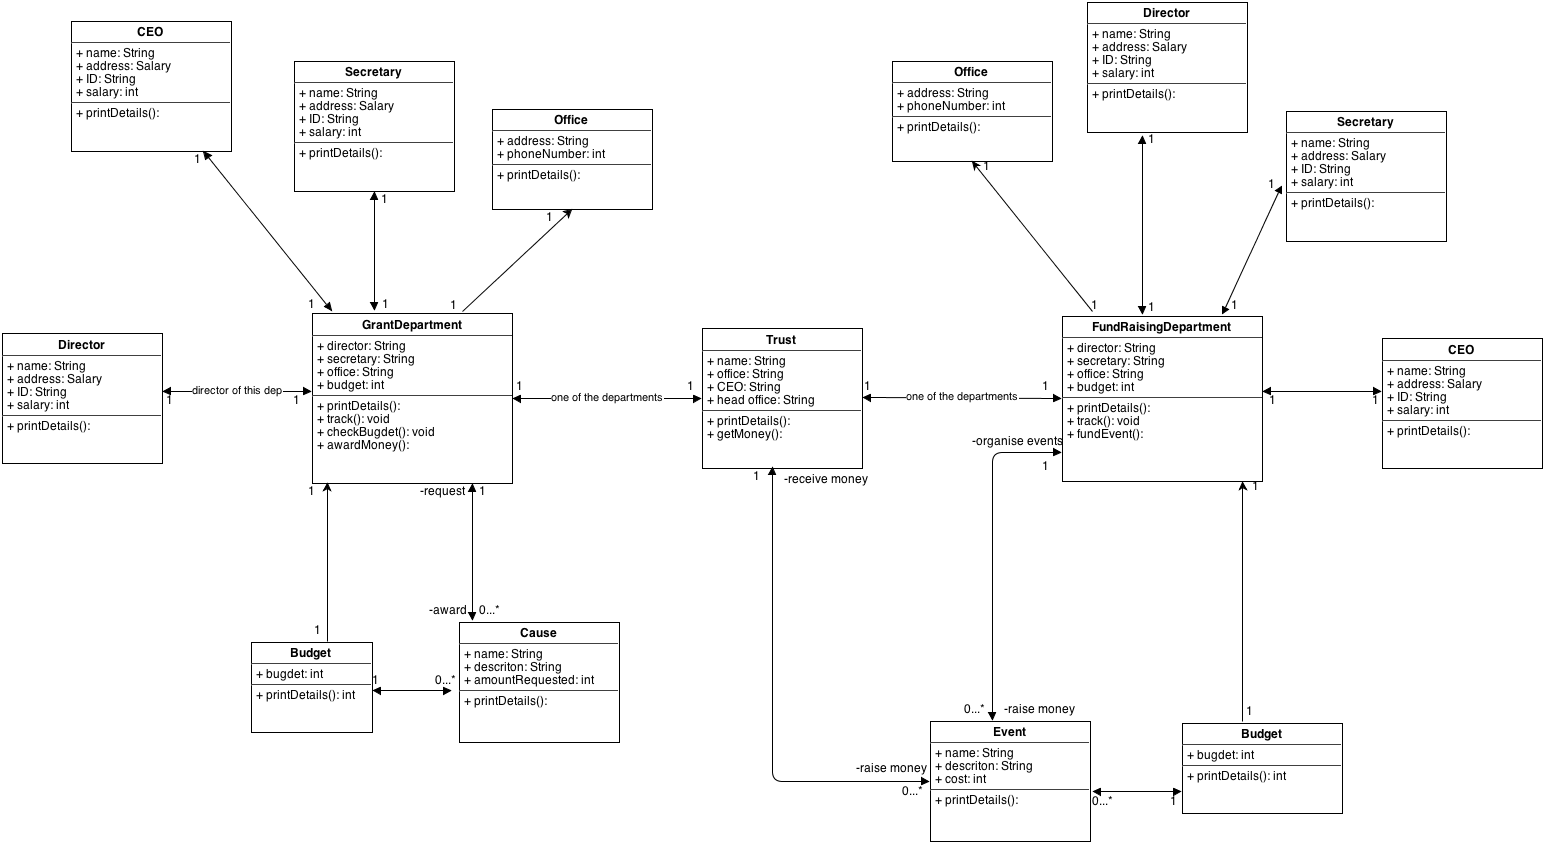 CEO
+ name: String
+ address: Salary
+ ID: String
+ salary: int
+ printDetails():
1
1
Secretary
+ name: String
+ address: Salary
+ ID: String
+ salary: int
+ printDetails():
1
1
Office
+ address: String
+ phoneNumber: int
+ printDetails():
1
1
Office
+ address: String
+ phoneNumber: int
+ printDetails():
1
1
Director
+ name: String
+ address: Salary
+ ID: String
+ salary: int
+ printDetails():
1
1
Secretary
+ name: String
+ address: Salary
+ ID: String
+ salary: int
+ printDetails():
1
1
Director
+ name: String
+ address: Salary
+ ID: String
+ salary: int
+ printDetails():
1
director of this dep
1
GrantDepartment
+ director: String
+ secretary: String
+ office: String
+ budget: int
+ printDetails():
+ track(): void
+ checkBugdet(): void
+ awardMoney():
1
one of the departments
1
Trust
+ name: String
+ office: String
+ CEO: String
+ head office: String
+ printDetails():
+ getMoney():
1
one of the departments
1
FundRaisingDepartment
+ director: String
+ secretary: String
+ office: String
+ budget: int
+ printDetails():
+ track(): void
+ fundEvent():
1
1
CEO
+ name: String
+ address: Salary
+ ID: String
+ salary: int
+ printDetails():
-organise events
1
1
-receive money
1
1
-request
1
1
-award
0...*
1
Budget
+ bugdet: int
+ printDetails(): int
1
0...*
Cause
+ name: String
+ descriton: String
+ amountRequested: int
+ printDetails():
0...*
-raise money
-raise money
0...*
Event
+ name: String
+ descriton: String
+ cost: int
+ printDetails():
0...*
1
1
Budget
+ bugdet: int
+ printDetails(): int